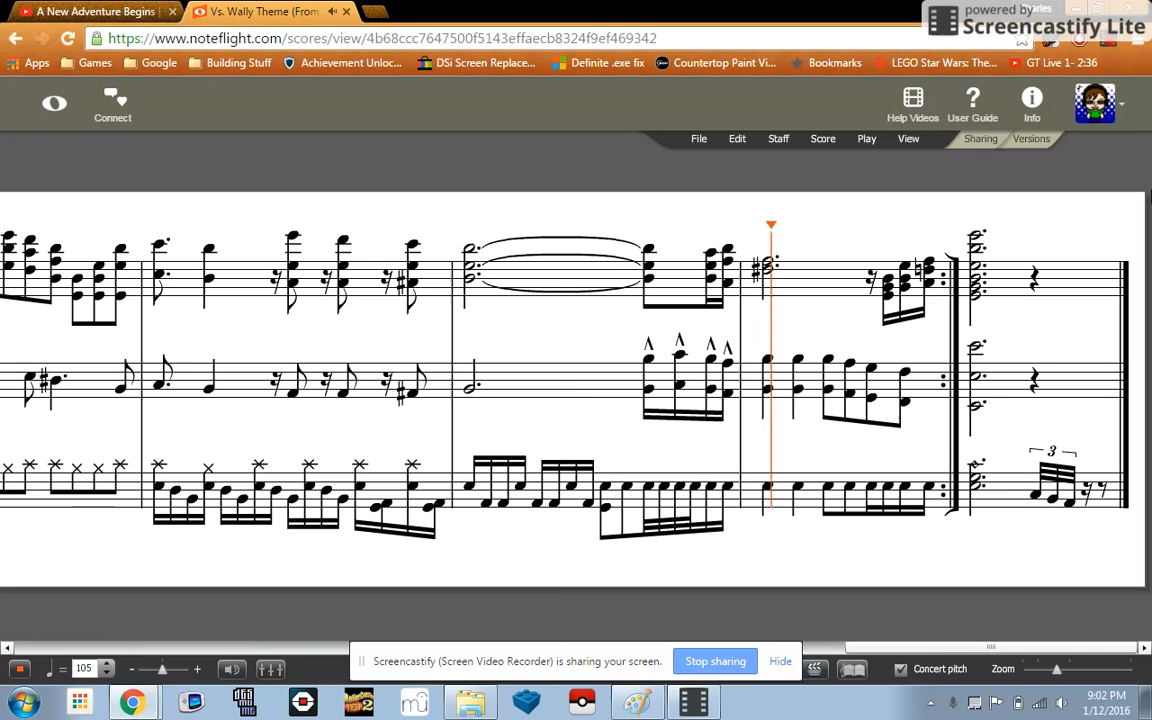 A New Adventure Begins
Vs. Wally Theme (From
powered by
Screencastify Lite
https://www.noteflight.com/scores/view/4b68ccc7647500f5143effaecb8324f9ef469342
Apps
Games
Google
Building Stuff
Achievement Unloc...
DSi Screen Replace...
Definite .exe fix
Countertop Paint Vi...
Bookmarks
LEGO Star Wars: The...
GT Live 1- 2:36
Connect
Help Videos
User Guide
Info
File
Edit
Staff
Score
Play
View
Sharing
Versions
3
= 105
- +
Screencastify (Screen Video Recorder) is sharing your screen.
Stop sharing
Hide
Concert pitch
Zoom
- +
9:02 PM
1/12/2016